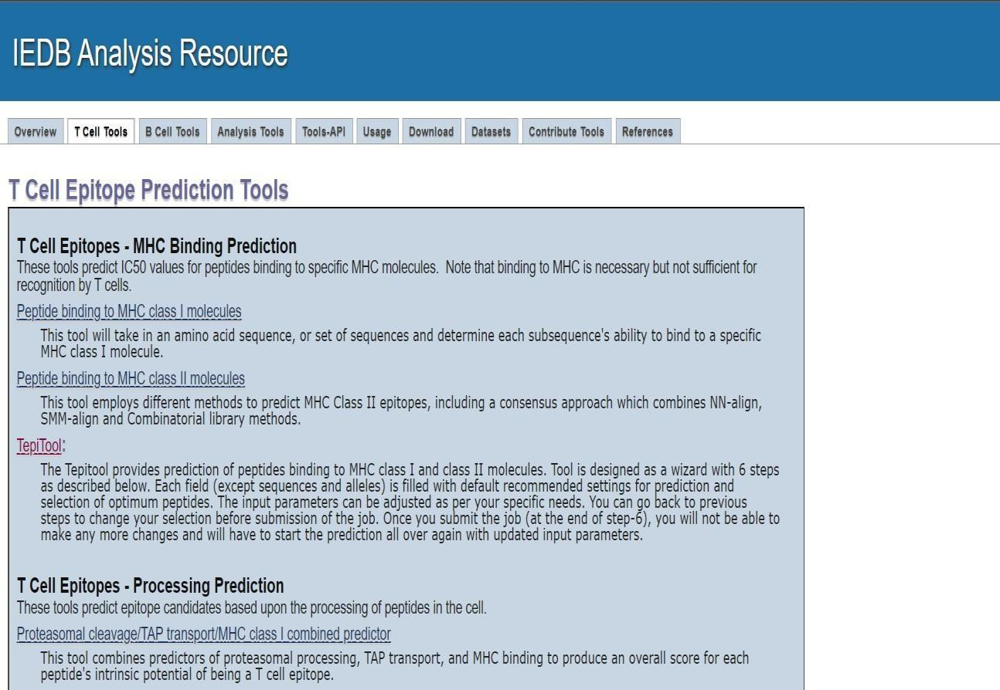 IEDB Analysis Resource
Overview T Cell Tools B Cell Tools Analysis Tools Tools-API Usage Download Datasets Contribute Tools References
T Cell Epitope Prediction Tools
T Cell Epitopes - MHC Binding Prediction
These tools predict IC50 values for peptides binding to specific MHC molecules.  Note that binding to MHC is necessary but not sufficient for
recognition by T cells.
Peptide binding to MHC class I molecules
This tool will take in an amino acid sequence, or set of sequences and determine each subsequence's ability to bind to a specific
MHC class I molecule.
Peptide binding to MHC class II molecules
This tool employs different methods to predict MHC Class II epitopes, including a consensus approach which combines NN-align,
SMM-align and Combinatorial library methods.
TepiTool:
The Tepitool provides prediction of peptides binding to MHC class I and class II molecules. Tool is designed as a wizard with 6 steps
as described below. Each field (except sequences and alleles) is filled with default recommended settings for prediction and
selection of optimum peptides. The input parameters can be adjusted as per your specific needs. You can go back to previous
steps to change your selection before submission of the job. Once you submit the job (at the end of step-6), you will not be able to
make any more changes and will have to start the prediction all over again with updated input parameters.
T Cell Epitopes - Processing Prediction
These tools predict epitope candidates based upon the processing of peptides in the cell.
Proteasomal cleavage/TAP transport/MHC class I combined predictor
This tool combines predictors of proteasomal processing, TAP transport, and MHC binding to produce an overall score for each
peptide's intrinsic potential of being a T cell epitope.